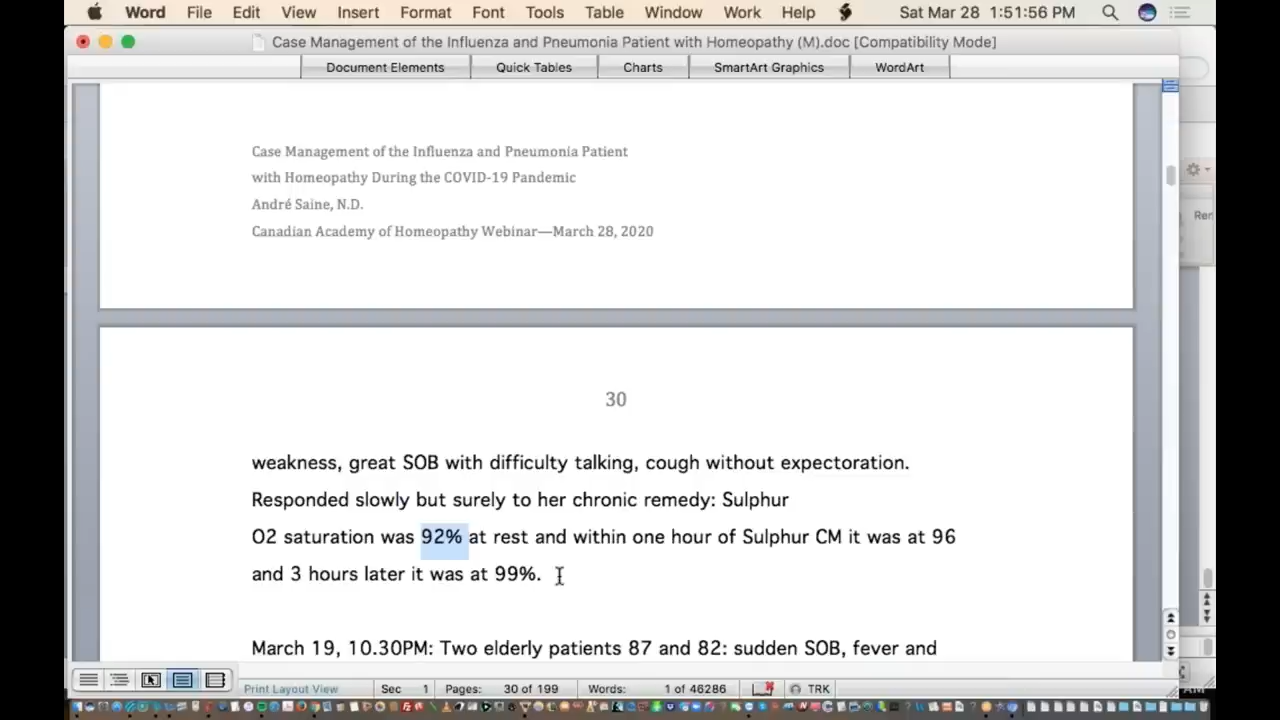 Word File Edit View Insert Format Font Tools Table Window Work Help Sat Mar 28 1:51:56 PM
Case Management of the Influenza and Pneumonia Patient with Homeopathy (M).doc [Compatibility Mode]
Document Elements Quick Tables Charts SmartArt Graphics WordArt
Case Management of the Influenza and Pneumonia Patient
with Homeopathy During the COVID-19 Pandemic
André Saine, N.D.
Canadian Academy of Homeopathy Webinar—March 28, 2020
30
weakness, great SOB with difficulty talking, cough without expectoration.
Responded slowly but surely to her chronic remedy: Sulphur
O2 saturation was 92% at rest and within one hour of Sulphur CM it was at 96
and 3 hours later it was at 99%.
March 19, 10.30PM: Two elderly patients 87 and 82: sudden SOB, fever and
Print Layout View Sec 1 Pages: 30 of 199 Words: 1 of 46286 TRK